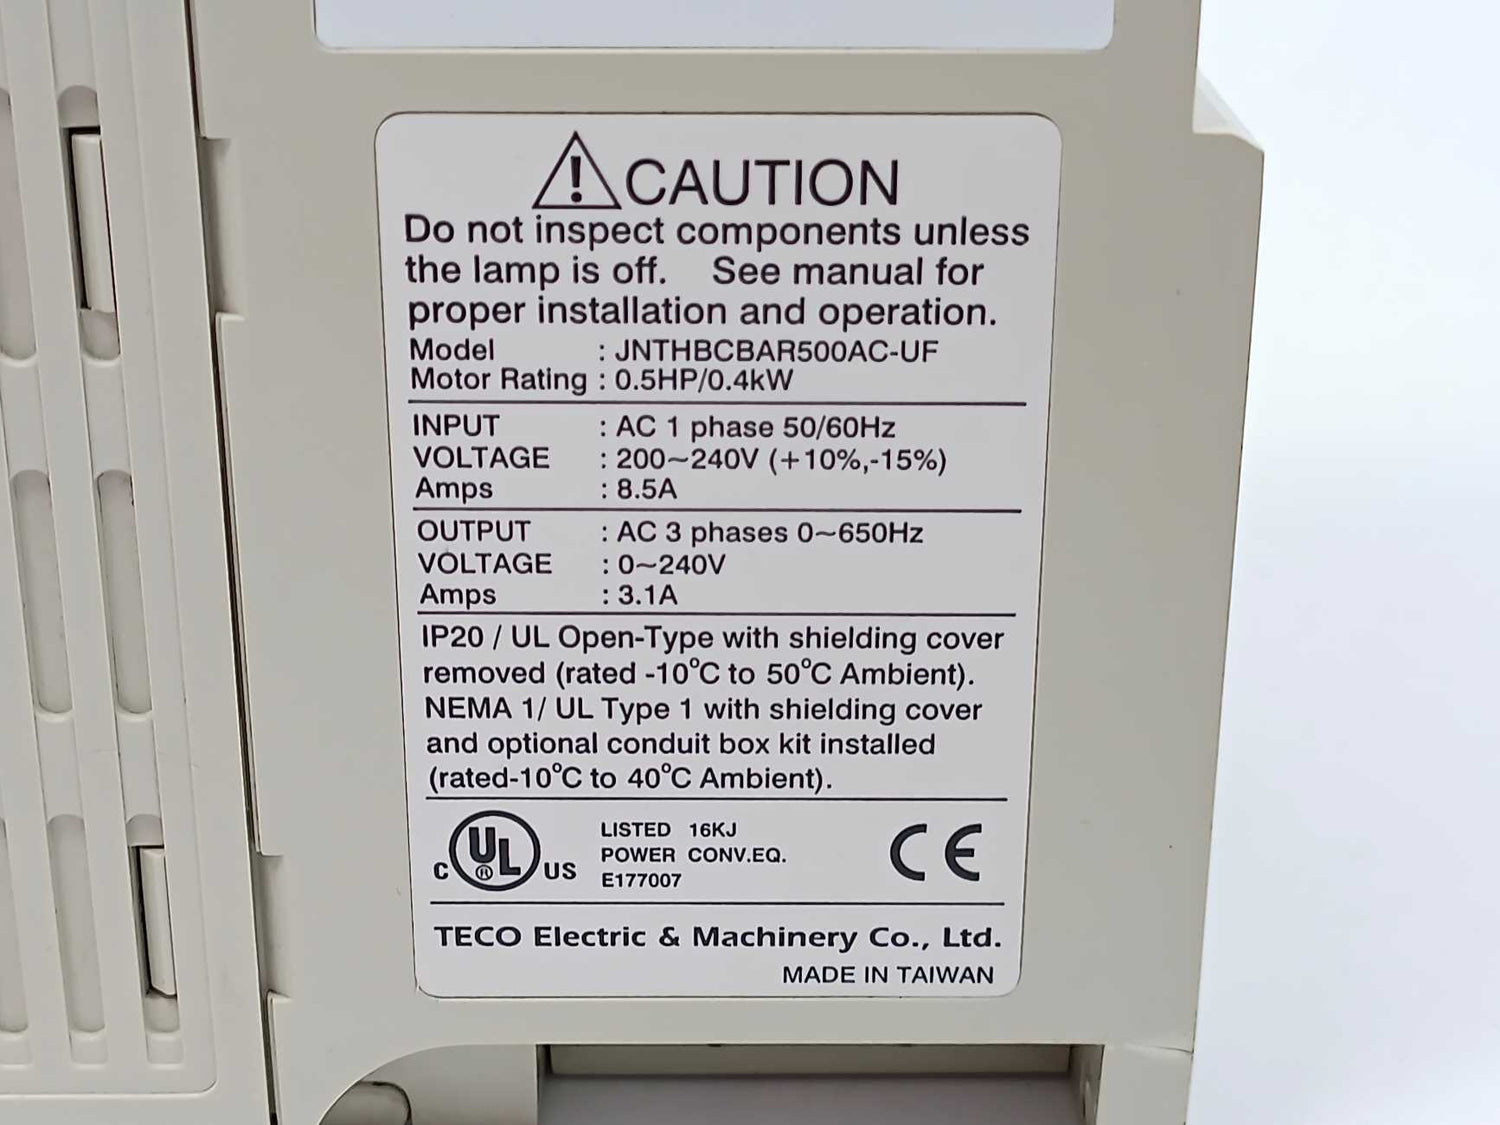 CAUTION
Do not inspect components unless
the lamp is off. See manual for
proper installation and operation.
Model : JNTHBCBAR500AC-UF
Motor Rating : 0.5HP/0.4kW
INPUT : AC 1 phase 50/60Hz
VOLTAGE : 200~240V (+10%,-15%)
Amps : 8.5A
OUTPUT : AC 3 phases 0~650Hz
VOLTAGE : 0~240V
Amps : 3.1A
IP20 / UL Open-Type with shielding cover
removed (rated -10°C to 50°C Ambient).
NEMA 1/ UL Type 1 with shielding cover
and optional conduit box kit installed
(rated-10°C to 40°C Ambient).
C UL ® US LISTED 16KJ CE
POWER CONV.EQ.
E177007
TECO Electric & Machinery Co., Ltd.
MADE IN TAIWAN